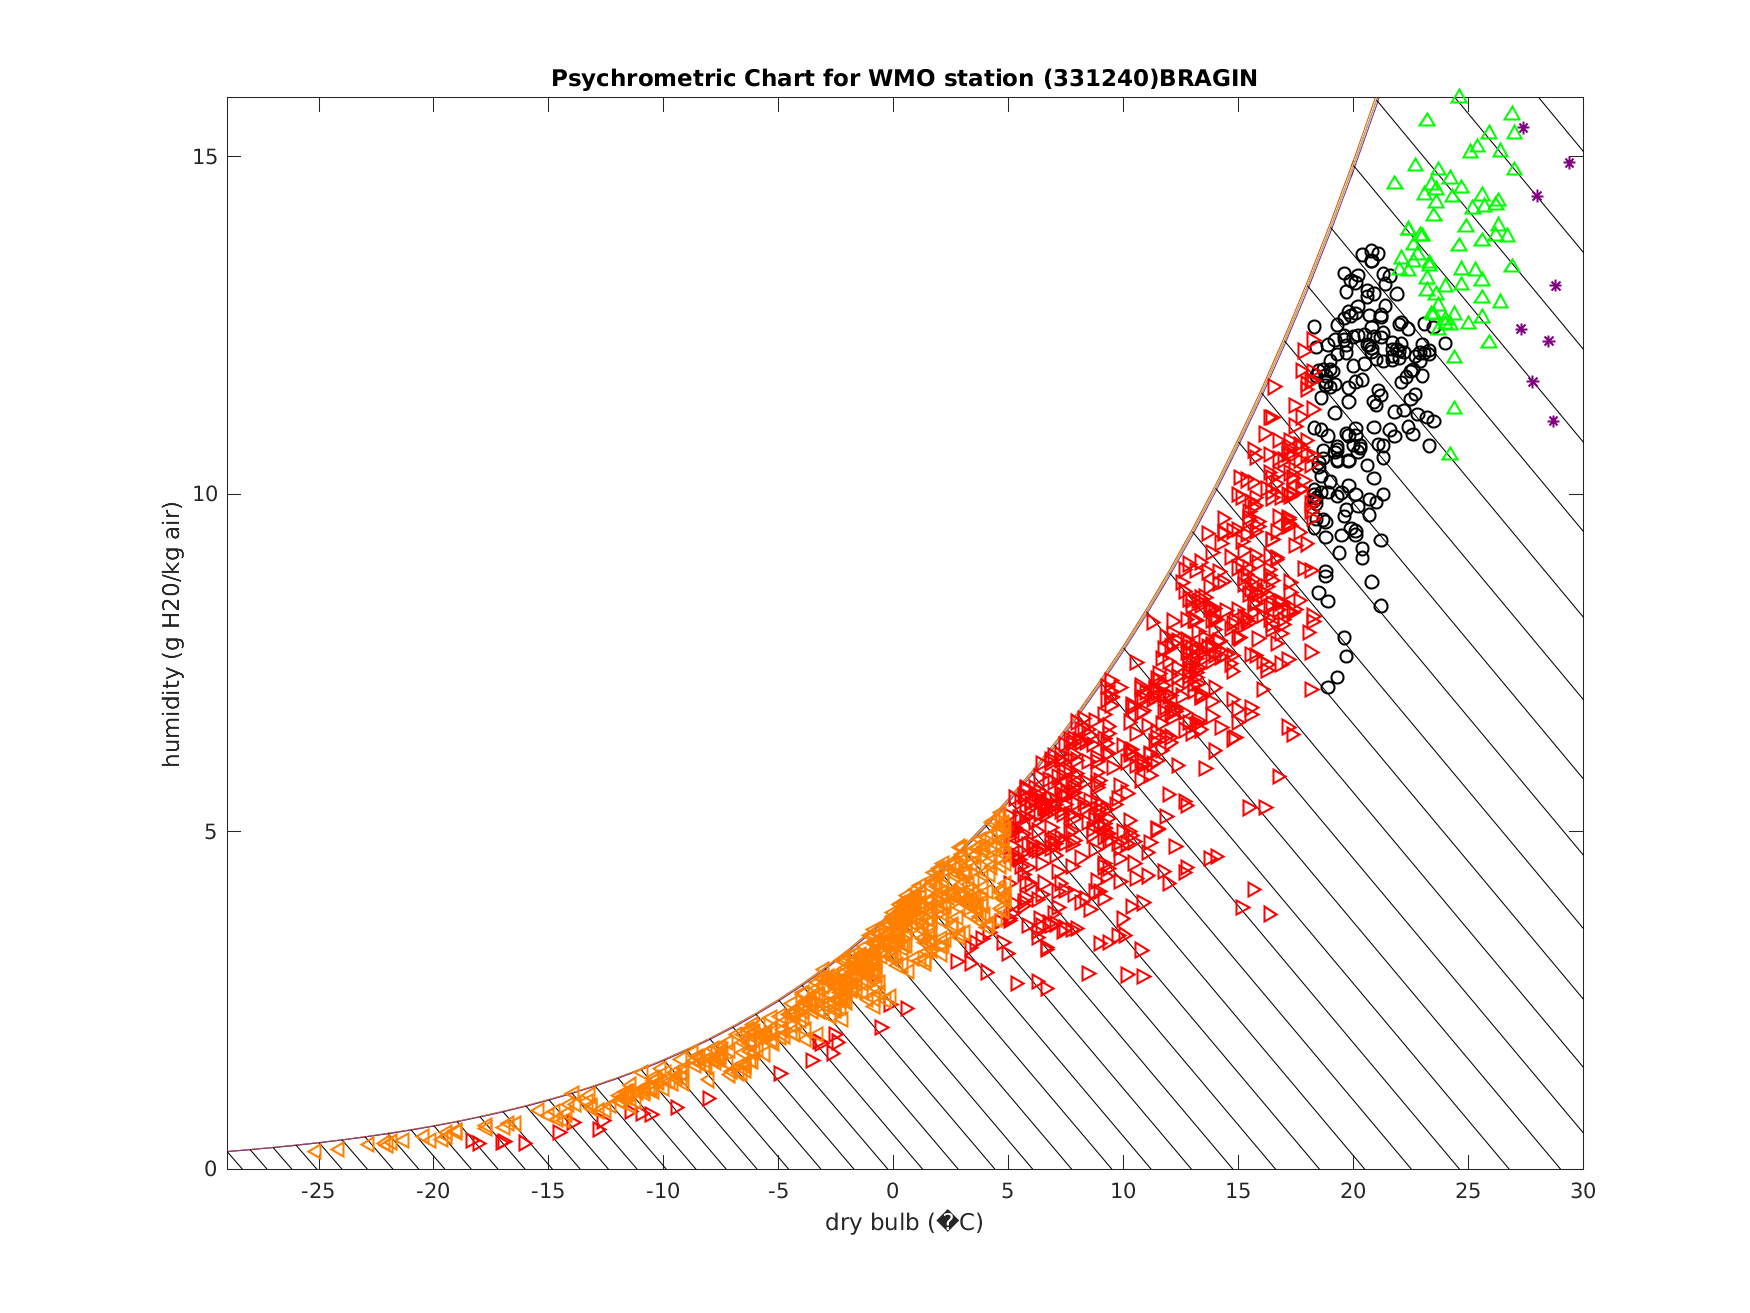 Psychrometric Chart for WMO station (331240)BRAGIN
humidity (g H20/kg air)
15
10
5
0
-25 -20 -15 -10 -5 0 5 10 15 20 25 30
dry bulb (�C)